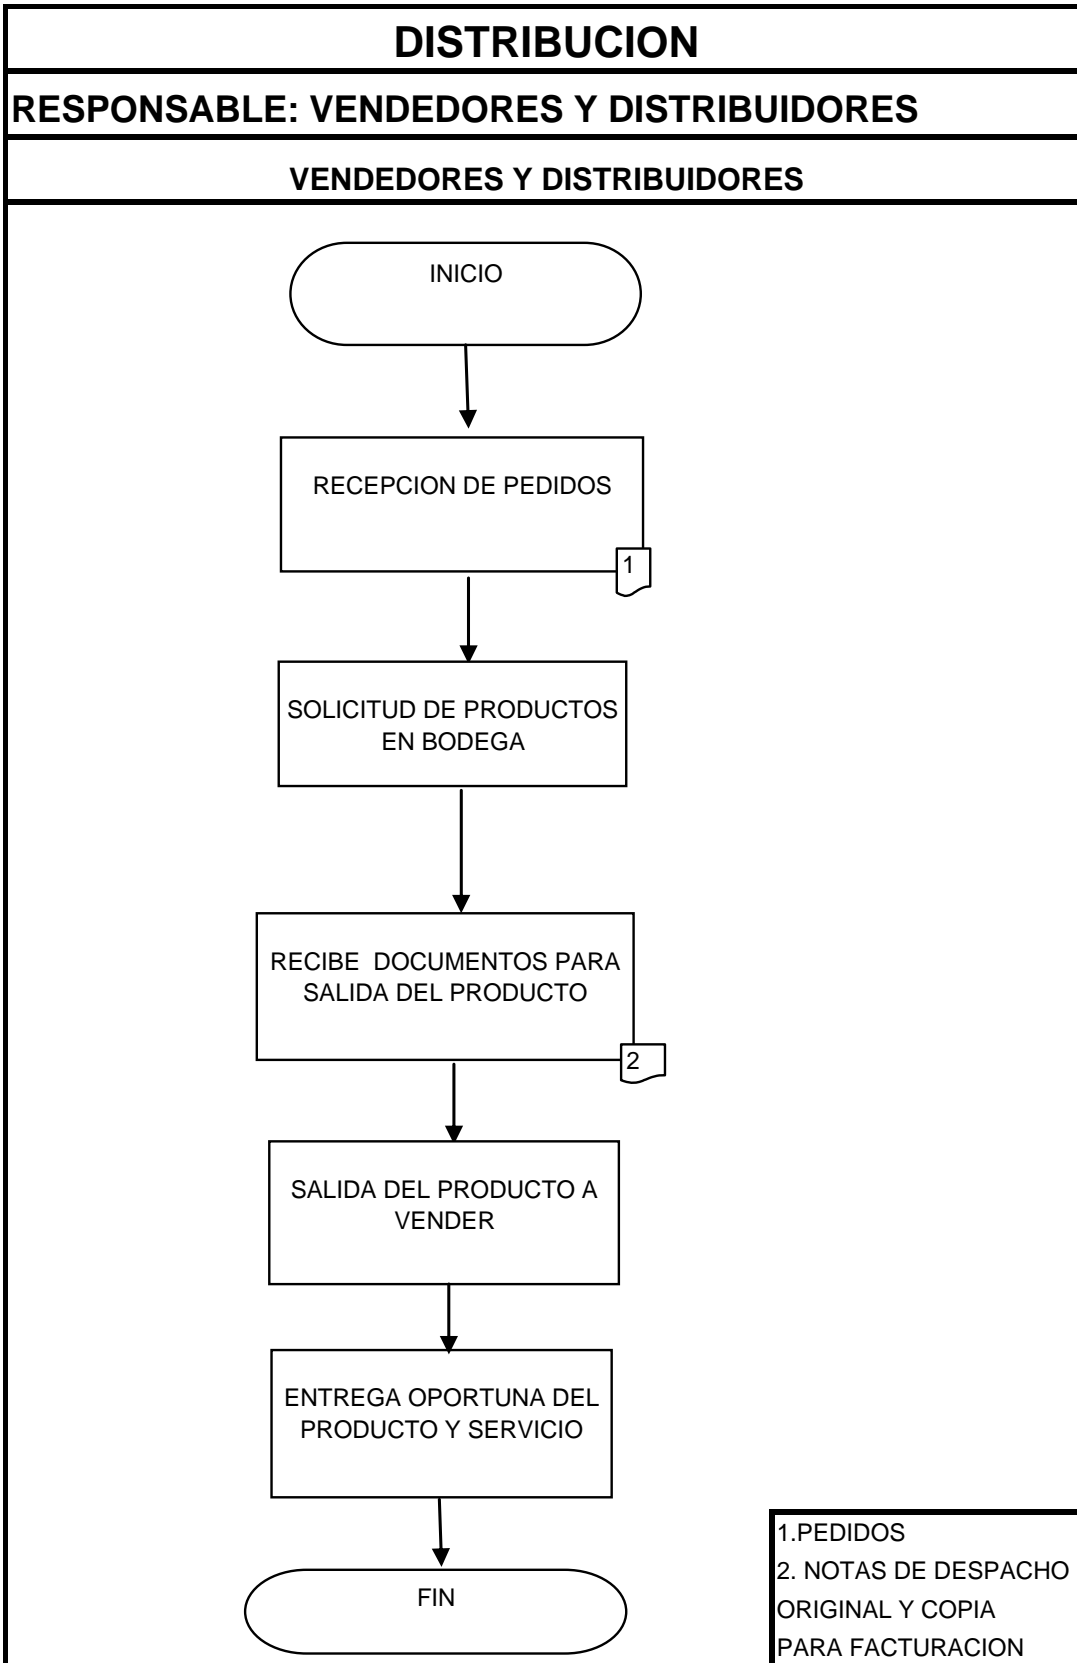 DISTRIBUCION
RESPONSABLE: VENDEDORES Y DISTRIBUIDORES
VENDEDORES Y DISTRIBUIDORES
INICIO
RECEPCION DE PEDIDOS
1
SOLICITUD DE PRODUCTOS
EN BODEGA
RECIBE DOCUMENTOS PARA
SALIDA DEL PRODUCTO
2
SALIDA DEL PRODUCTO A
VENDER
ENTREGA OPORTUNA DEL
PRODUCTO Y SERVICIO
FIN
1.PEDIDOS
2. NOTAS DE DESPACHO
ORIGINAL Y COPIA
PARA FACTURACION